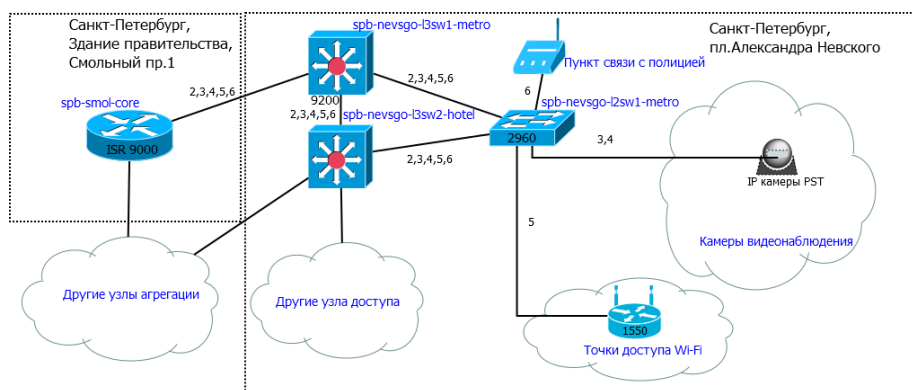 Санкт-Петербург,
Здание правительства,
Смольный пр.1
spb-nevsgo-l3sw1-metro
Санкт-Петербург,
пл.Александра Невского
Пункт связи с полицией
spb-smol-core
2,3,4,5,6
2,3,4,5,6
6
9200
2,3,4,5,6
spb-nevsgo-l3sw2-hotel
spb-nevsgo-l2sw1-metro
ISR 9000
2960
3,4
2,3,4,5,6
IP камеры PST
5
Камеры видеонаблюдения
Другие узлы агрегации
Другие узла доступа
1550
Точки доступа Wi-Fi